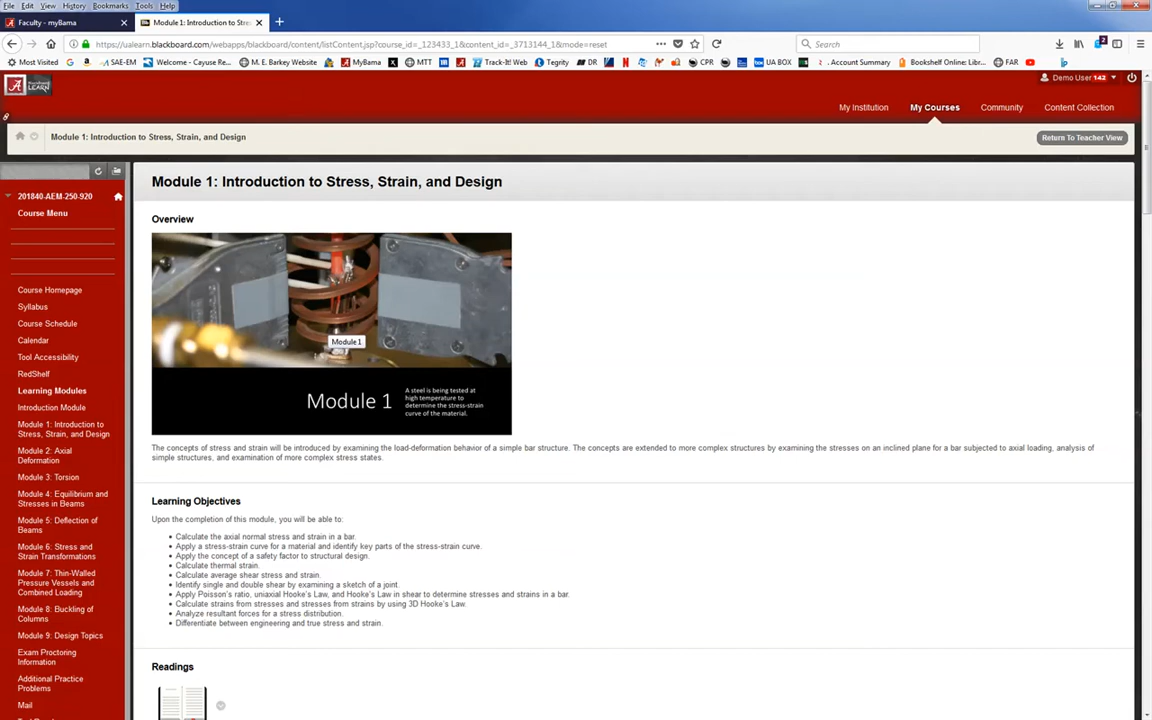 File Edit View History Bookmarks Tools Help
Faculty - myBama
Module 1: Introduction to Stre
https://ualearn.blackboard.com/webapps/blackboard/content/listContent.jsp?course_id=_123433_1&content_id=_3713144_1&mode=reset
Search
2
Most Visited SAE-EM Welcome - Cayuse Re... M. E. Barkey Website MyBama MTT Track-It! Web Tegrity DR CPR UA BOX Account Summary Bookshelf Online: Libr... FAR
LEARN
Demo User 142
My Institution
My Courses
Community
Content Collection
Module 1: Introduction to Stress, Strain, and Design
Return To Teacher View
201840-AEM-250-920
Course Menu
Course Homepage
Syllabus
Course Schedule
Calendar
Tool Accessibility
RedShelf
Learning Modules
Introduction Module
Module 1: Introduction to
Stress, Strain, and Design
Module 2: Axial
Deformation
Module 3: Torsion
Module 4: Equilibrium and
Stresses in Beams
Module 5: Deflection of
Beams
Module 6: Stress and
Strain Transformations
Module 7: Thin-Walled
Pressure Vessels and
Combined Loading
Module 8: Buckling of
Columns
Module 9: Design Topics
Exam Proctoring
Information
Additional Practice
Problems
Mail
Module 1: Introduction to Stress, Strain, and Design
Overview
Module 1
Module 1
A steel is being tested at
high temperature to
determine the stress-strain
curve of the material.
The concepts of stress and strain will be introduced by examining the load-deformation behavior of a simple bar structure. The concepts are extended to more complex structures by examining the stresses on an inclined plane for a bar subjected to axial loading, analysis of
simple structures, and examination of more complex stress states.
Learning Objectives
Upon the completion of this module, you will be able to:
• Calculate the axial normal stress and strain in a bar.
• Apply a stress-strain curve for a material and identify key parts of the stress-strain curve.
• Apply the concept of a safety factor to structural design.
• Calculate thermal strain.
• Calculate average shear stress and strain.
• Identify single and double shear by examining a sketch of a joint.
• Apply Poisson's ratio, uniaxial Hooke's Law, and Hooke's Law in shear to determine stresses and strains in a bar.
• Calculate strains from stresses and stresses from strains by using 3D Hooke's Law.
• Analyze resultant forces for a stress distribution.
• Differentiate between engineering and true stress and strain.
Readings